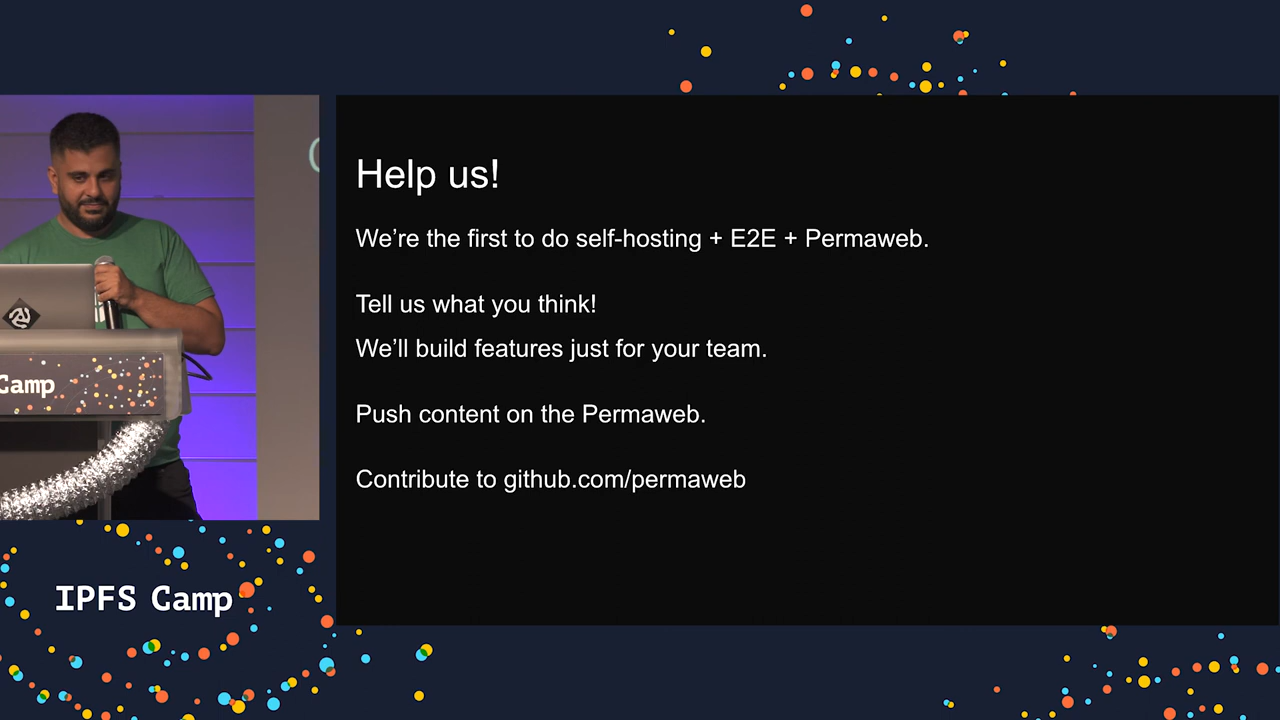 Help us!
We’re the first to do self-hosting + E2E + Permaweb.
Tell us what you think!
We’ll build features just for your team.
Push content on the Permaweb.
Contribute to github.com/permaweb
Camp
IPFS Camp